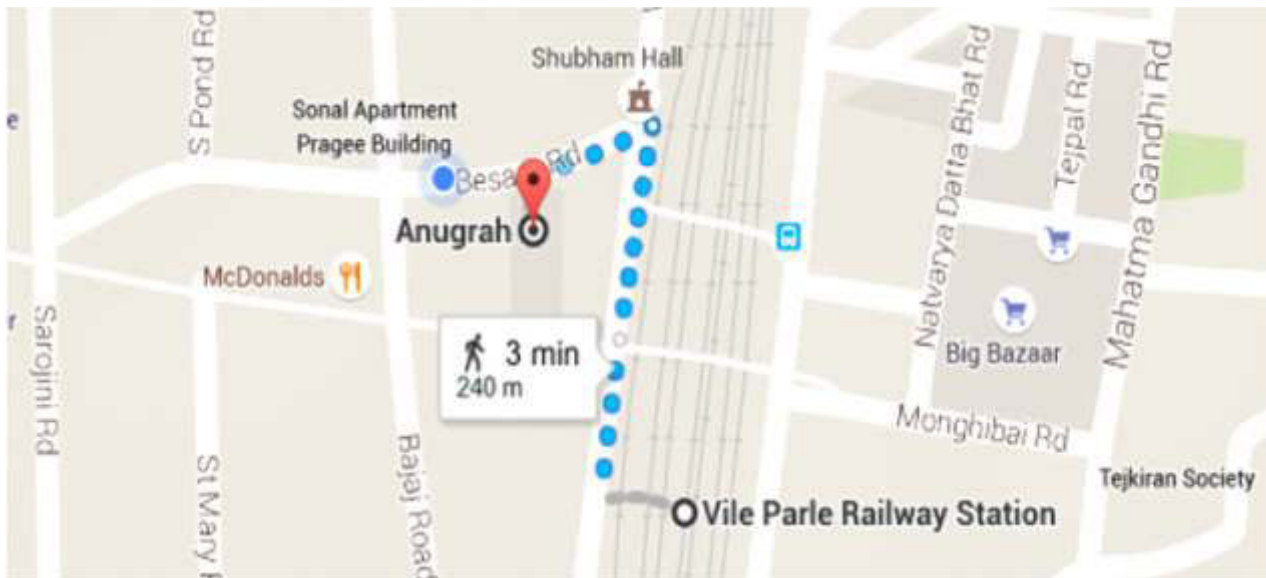 Shubham Hall
S Pond Rd
Sonal Apartment
Pragee Building
Rd
Anugrah
McDonalds
3 min
240 m
Sarojini Rd
St Mary
Bajaj Road
Natvarya Datta Bhat Rd
Tejpal Rd
Mahatma Gandhi Rd
Big Bazaar
Monghibai Rd
Tejkiran Society
Vile Parle Railway Station